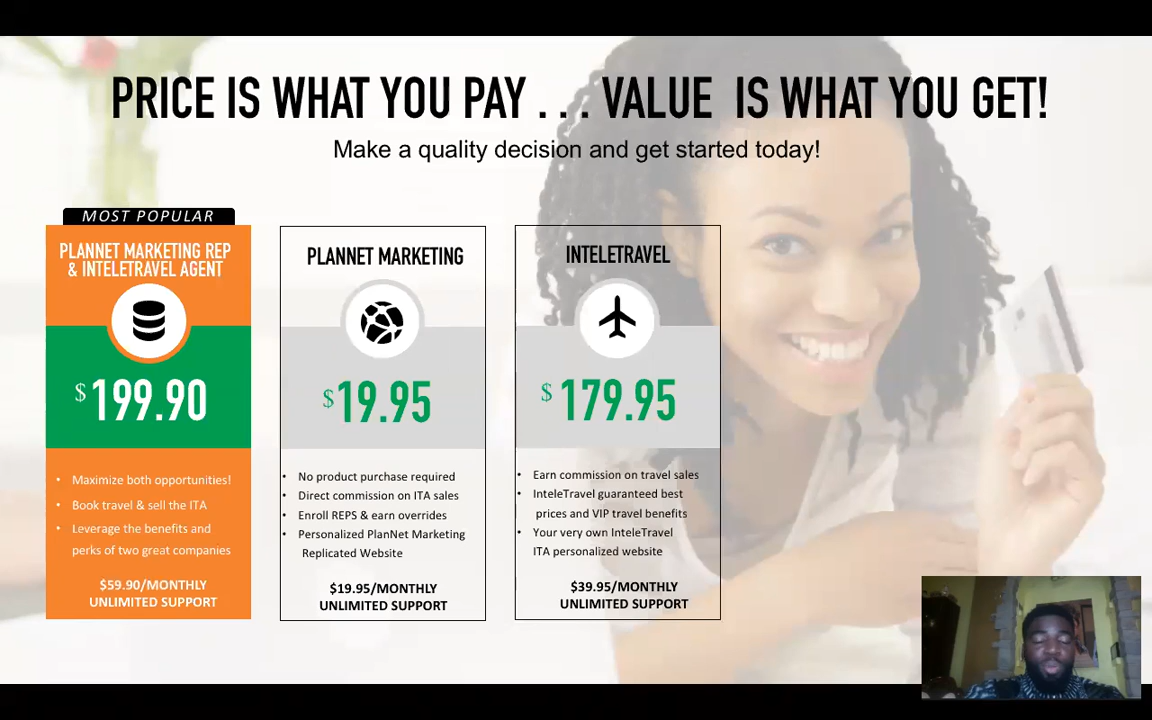 PRICE IS WHAT YOU PAY . . . VALUE IS WHAT YOU GET!
Make a quality decision and get started today!
MOST POPULAR
PLANNET MARKETING REP
& INTELETRAVEL AGENT
$199.90
• Maximize both opportunities!
• Book travel & sell the ITA
• Leverage the benefits and
perks of two great companies
$59.90/MONTHLY
UNLIMITED SUPPORT
PLANNET MARKETING
$19.95
• No product purchase required
• Direct commission on ITA sales
• Enroll REPS & earn overrides
• Personalized PlanNet Marketing
Replicated Website
$19.95/MONTHLY
UNLIMITED SUPPORT
INTELETRAVEL
$179.95
• Earn commission on travel sales
• InteleTravel guaranteed best
prices and VIP travel benefits
• Your very own InteleTravel
ITA personalized website
$39.95/MONTHLY
UNLIMITED SUPPORT